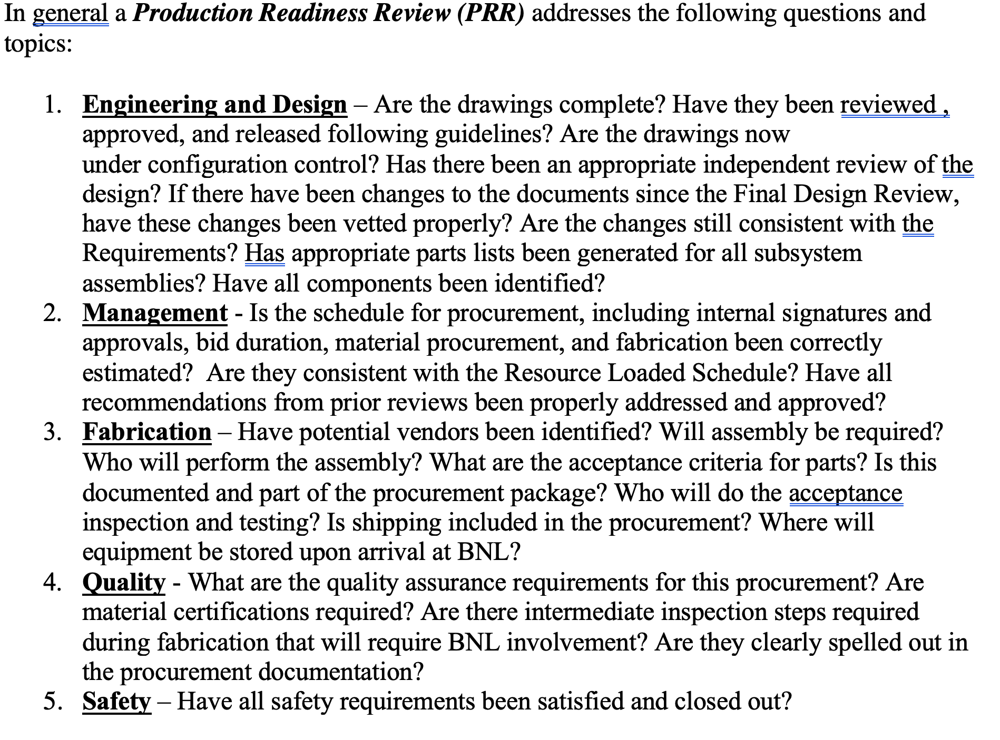 In general a Production Readiness Review (PRR) addresses the following questions and
topics:
1. Engineering and Design – Are the drawings complete? Have they been reviewed ,
approved, and released following guidelines? Are the drawings now
under configuration control? Has there been an appropriate independent review of the
design? If there have been changes to the documents since the Final Design Review,
have these changes been vetted properly? Are the changes still consistent with the
Requirements? Has appropriate parts lists been generated for all subsystem
assemblies? Have all components been identified?
2. Management - Is the schedule for procurement, including internal signatures and
approvals, bid duration, material procurement, and fabrication been correctly
estimated?  Are they consistent with the Resource Loaded Schedule? Have all
recommendations from prior reviews been properly addressed and approved?
3. Fabrication – Have potential vendors been identified? Will assembly be required?
Who will perform the assembly? What are the acceptance criteria for parts? Is this
documented and part of the procurement package? Who will do the acceptance
inspection and testing? Is shipping included in the procurement? Where will
equipment be stored upon arrival at BNL?
4. Quality - What are the quality assurance requirements for this procurement? Are
material certifications required? Are there intermediate inspection steps required
during fabrication that will require BNL involvement? Are they clearly spelled out in
the procurement documentation?
5. Safety – Have all safety requirements been satisfied and closed out?